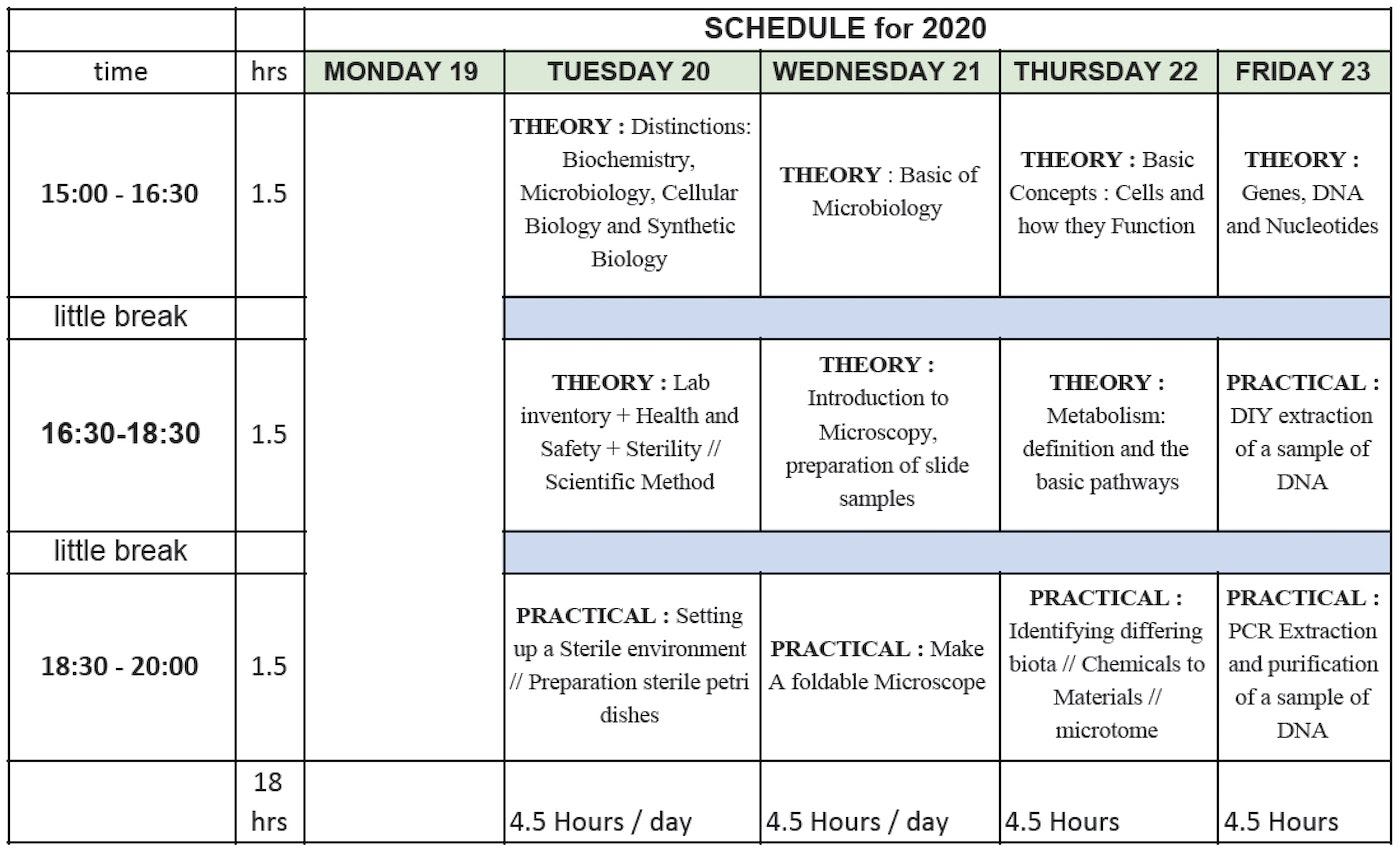 SCHEDULE for 2020
time
hrs
MONDAY 19
TUESDAY 20
WEDNESDAY 21
THURSDAY 22
FRIDAY 23
15:00 - 16:30
1.5
THEORY : Distinctions:
Biochemistry,
Microbiology, Cellular
Biology and Synthetic
Biology
THEORY : Basic of
Microbiology
THEORY : Basic
Concepts : Cells and
how they Function
THEORY :
Genes, DNA
and Nucleotides
little break
16:30-18:30
1.5
THEORY : Lab
inventory + Health and
Safety + Sterility //
Scientific Method
THEORY :
Introduction to
Microscopy,
preparation of slide
samples
THEORY :
Metabolism:
definition and the
basic pathways
PRACTICAL :
DIY extraction
of a sample of
DNA
little break
18:30 - 20:00
1.5
PRACTICAL : Setting
up a Sterile environment
// Preparation sterile petri
dishes
PRACTICAL : Make
A foldable Microscope
PRACTICAL :
Identifying differing
biota // Chemicals to
Materials //
microtome
PRACTICAL :
PCR Extraction
and purification
of a sample of
DNA
18
hrs
4.5 Hours / day
4.5 Hours / day
4.5 Hours
4.5 Hours